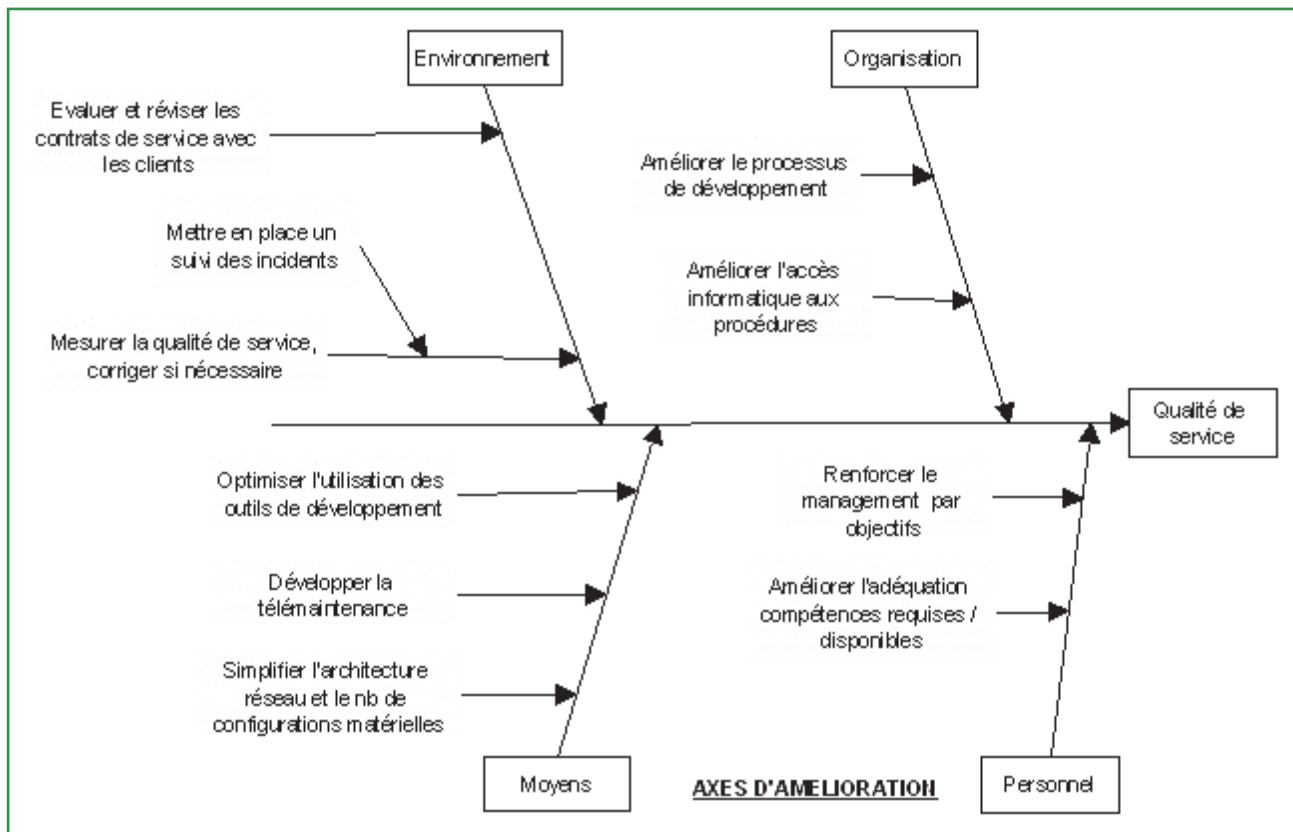 Environnement
Organisation
Evaluer et réviser les
contrats de service avec
les clients
Améliorer le processus
de développement
Mettre en place un
suivi des incidents
Améliorer l'accès
informatique aux
procédures
Mesurer la qualité de service,
corriger si nécessaire
Qualité de
service
Optimiser l'utilisation des
outils de développement
Renforcer le
management par
objectifs
Développer la
télémaintenance
Améliorer l'adéquation
compétences requises /
disponibles
Simplifier l'architecture
réseau et le nb de
configurations matérielles
Moyens
AXES D'AMELIORATION
Personnel